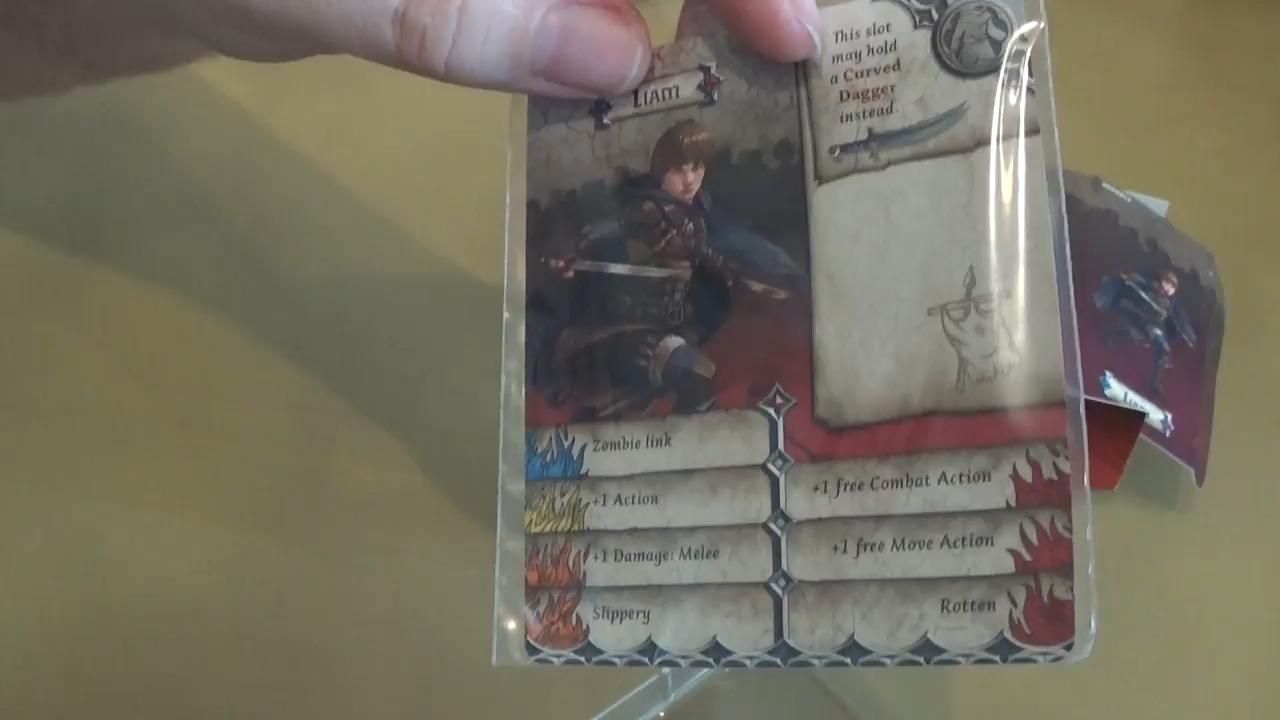 Liam
This slot
may hold
a Curved
Dagger
instead.
Zombie link
+1 Action
+1 Damage: Melee
Slippery
+1 free Combat Action
+1 free Move Action
Rotten